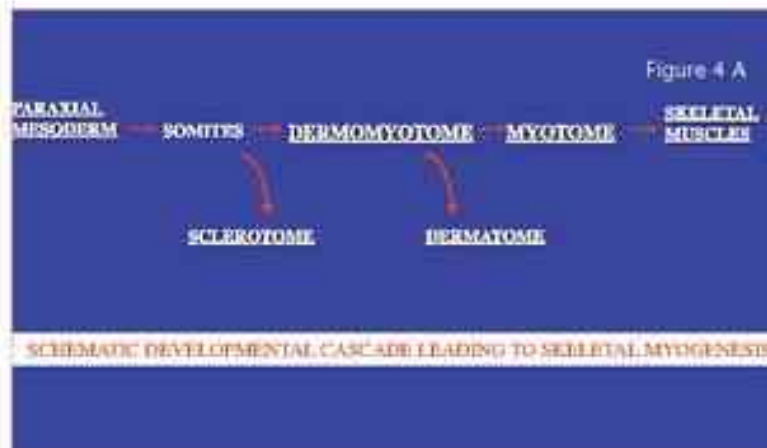 Figure 4 A
PARAXIAL
MESODERM
SOMITES
DERMOMYOTOME
MYOTOME
SKELETAL
MUSCLES
SCLEROTOME
DERMATOME
SCHEMATIC DEVELOPMENTAL CASCADE LEADING TO SKELETAL MYOGENESIS